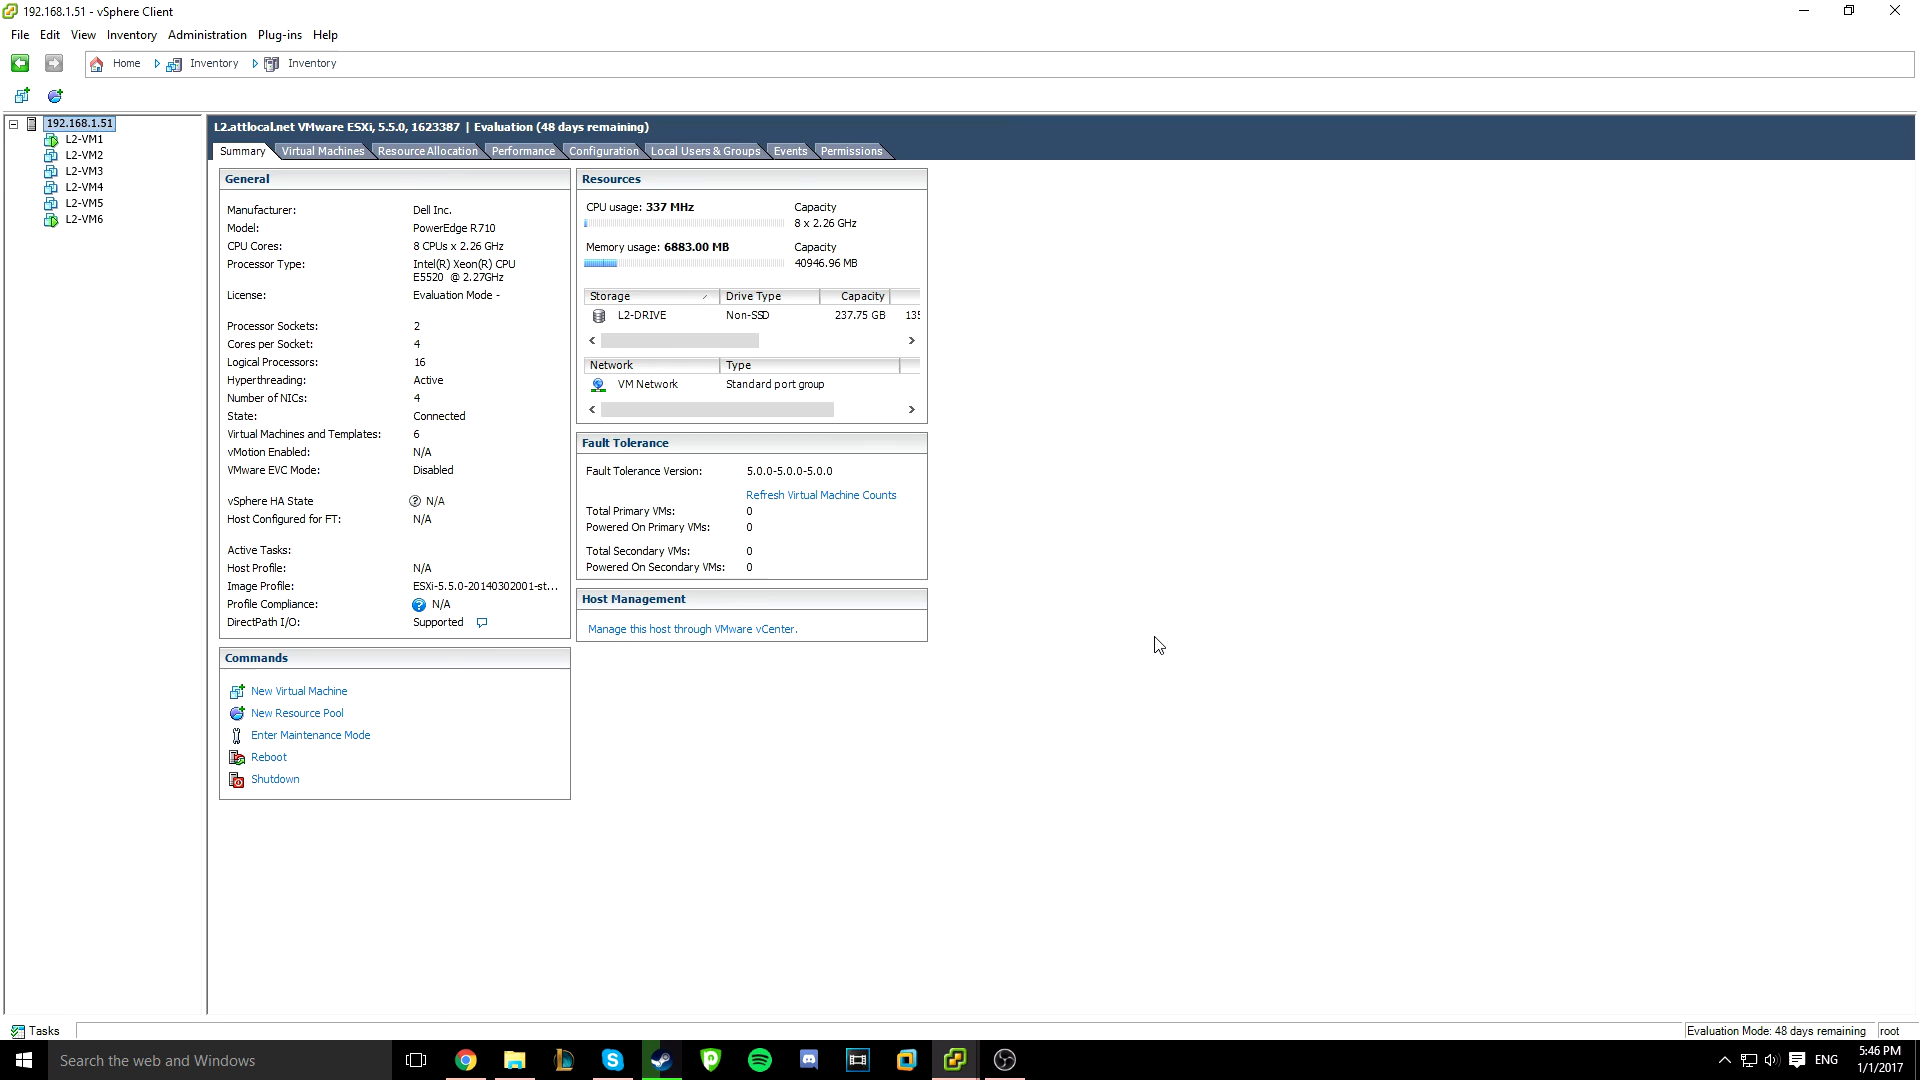 192.168.1.51 - vSphere Client
File Edit View Inventory Administration Plug-ins Help
Home Inventory Inventory
192.168.1.51
L2-VM1
L2-VM2
L2-VM3
L2-VM4
L2-VM5
L2-VM6
L2.attlocal.net VMware ESXi, 5.5.0, 1623387 | Evaluation (48 days remaining)
Summary Virtual Machines Resource Allocation Performance Configuration Local Users & Groups Events Permissions
General
Manufacturer: Dell Inc.
Model: PowerEdge R710
CPU Cores: 8 CPUs x 2.26 GHz
Processor Type: Intel(R) Xeon(R) CPU
E5520 @ 2.27GHz
License: Evaluation Mode -
Processor Sockets: 2
Cores per Socket: 4
Logical Processors: 16
Hyperthreading: Active
Number of NICs: 4
State: Connected
Virtual Machines and Templates: 6
vMotion Enabled: N/A
VMware EVC Mode: Disabled
vSphere HA State N/A
Host Configured for FT: N/A
Active Tasks:
Host Profile: N/A
Image Profile: ESXi-5.5.0-20140302001-st...
Profile Compliance: N/A
DirectPath I/O: Supported
Commands
New Virtual Machine
New Resource Pool
Enter Maintenance Mode
Reboot
Shutdown
Resources
CPU usage: 337 MHz Capacity
8 x 2.26 GHz
Memory usage: 6883.00 MB Capacity
40946.96 MB
Storage Drive Type Capacity
L2-DRIVE Non-SSD 237.75 GB 135
Network Type
VM Network Standard port group
Fault Tolerance
Fault Tolerance Version: 5.0.0-5.0.0-5.0.0
Refresh Virtual Machine Counts
Total Primary VMs: 0
Powered On Primary VMs: 0
Total Secondary VMs: 0
Powered On Secondary VMs: 0
Host Management
Manage this host through VMware vCenter.
Tasks Evaluation Mode: 48 days remaining root
Search the web and Windows ENG 5:46 PM
1/1/2017